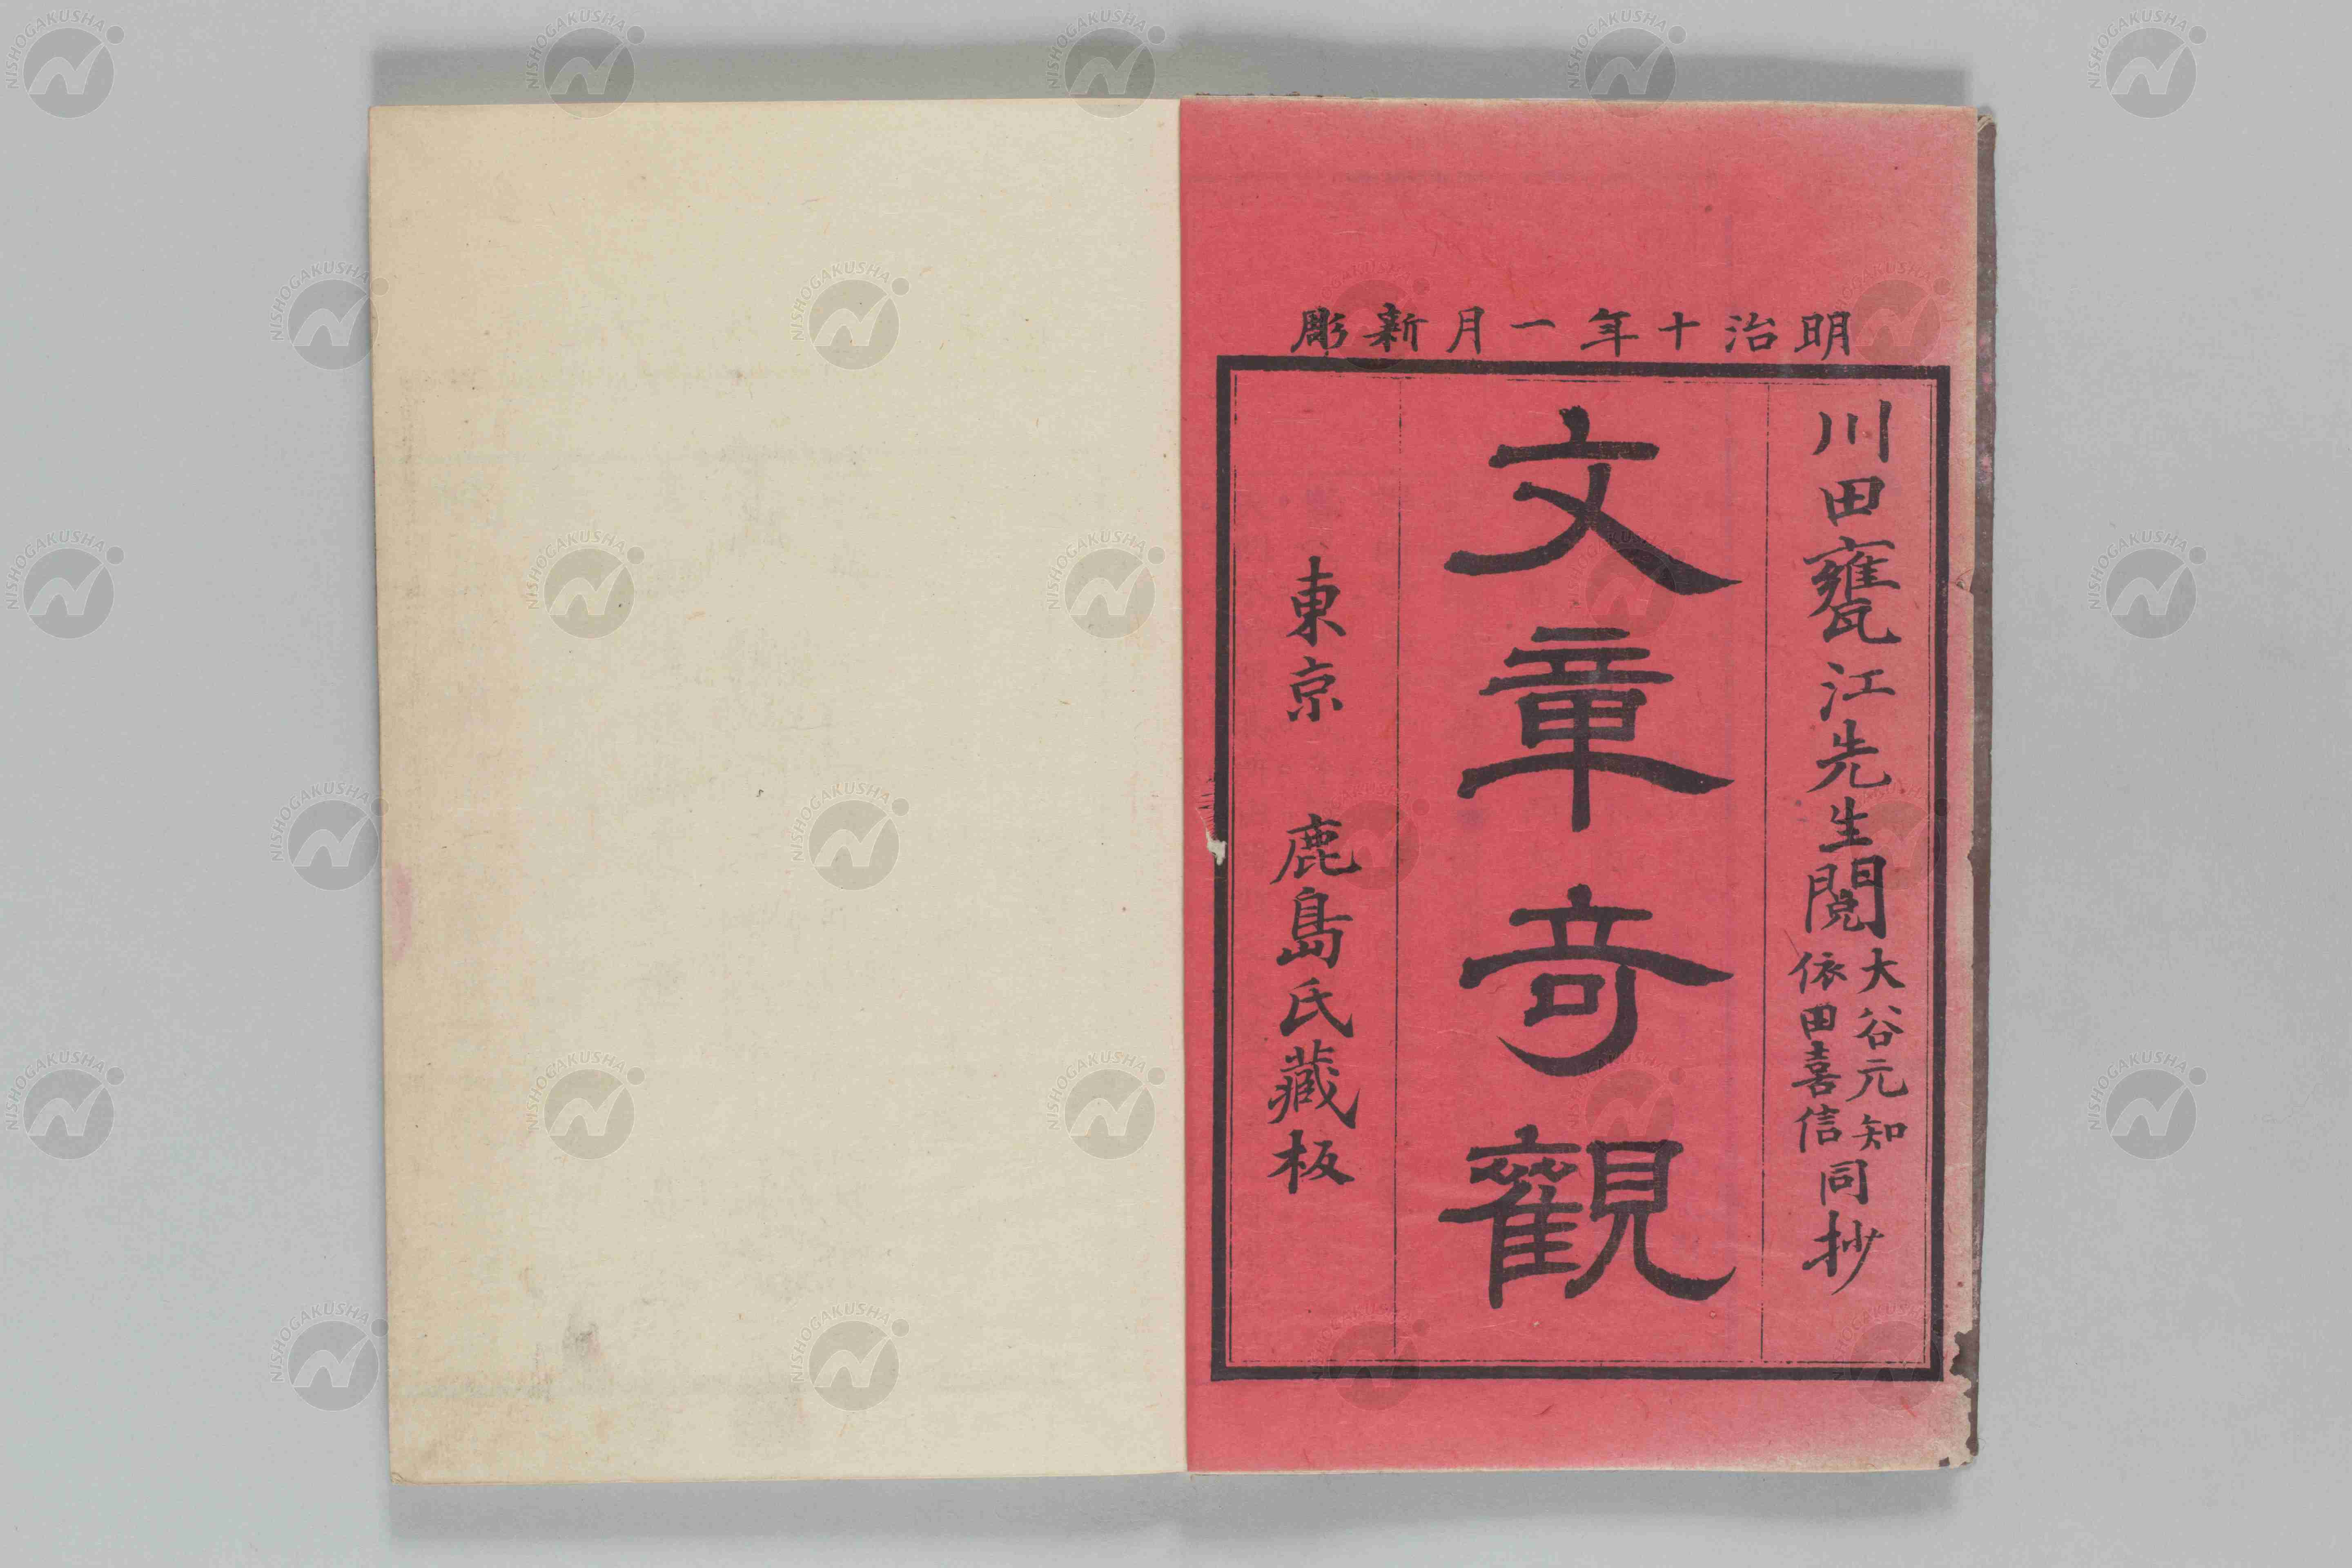 明治十年一月新彫
川田甕江先生閲 大谷元知 依田喜信 同抄
文章奇觀
東京 鹿島氏藏板
NISHOGAKUSHA